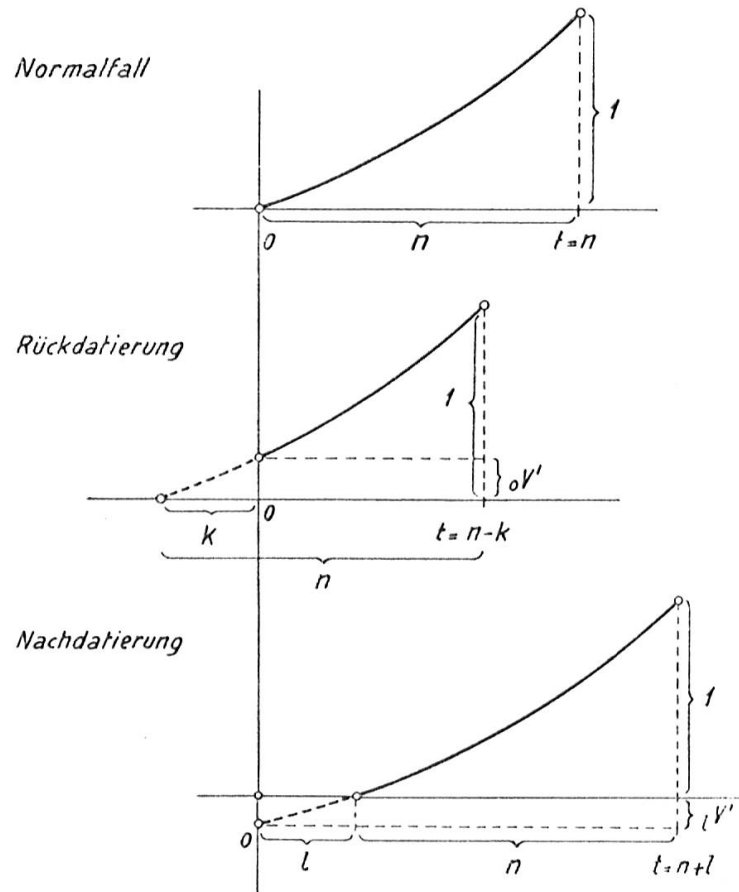 Normalfall
1
0 n t=n
Rückdatierung
1
₀V'
0
k t=n-k
n
Nachdatierung
1
ₗV'
0
l n t=n+l